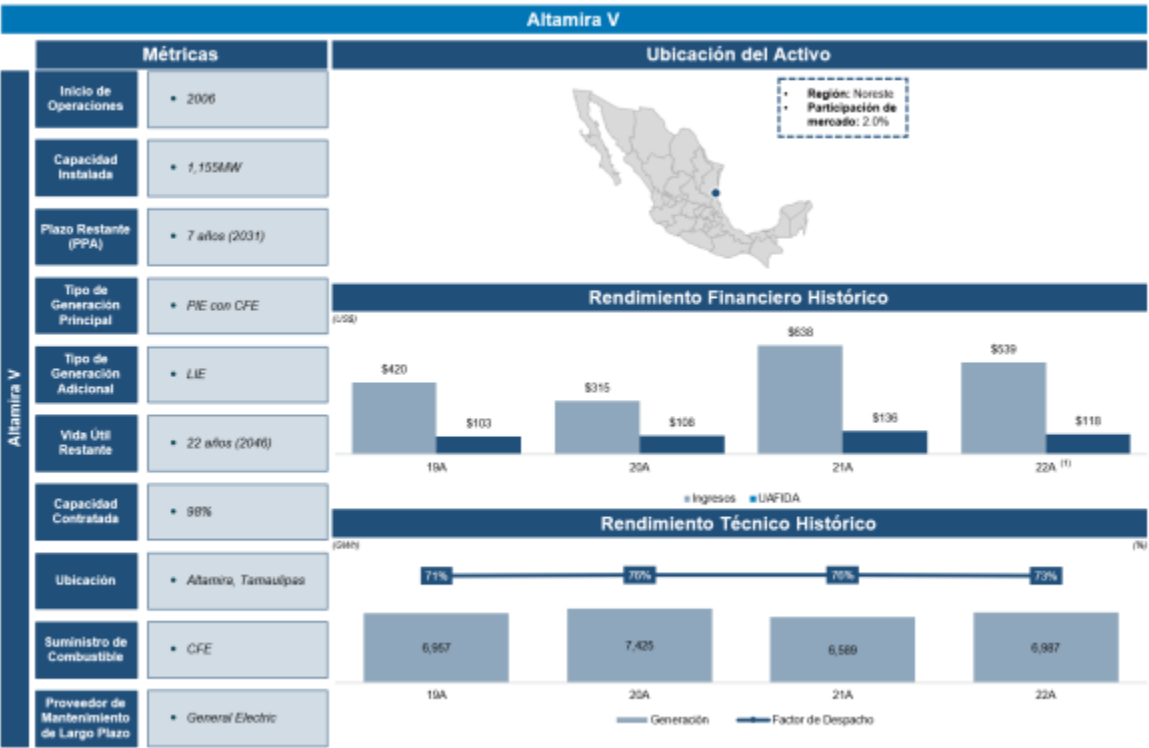 Altamira V
Métricas
Ubicación del Activo
Altamira V
Inicio de
Operaciones
• 2006
Capacidad
Instalada
• 1,155MW
Plazo Restante
(PPA)
• 7 años (2031)
Tipo de
Generación
Principal
• PIE con CFE
Tipo de
Generación
Adicional
• LIE
Vida Útil
Restante
• 22 años (2046)
Capacidad
Contratada
• 98%
Ubicación
• Altamira, Tamaulipas
Suministro de
Combustible
• CFE
Proveedor de
Mantenimiento
de Largo Plazo
• General Electric
• Región: Noreste
• Participación de
mercado: 2.0%
Rendimiento Financiero Histórico
(US$)
$420
$103
$315
$108
$638
$136
$539
$118
19A
20A
21A
22A (1)
Ingresos
UAFIDA
Rendimiento Técnico Histórico
(GWh)
(%)
71%
76%
76%
73%
6,957
7,425
6,589
6,987
19A
20A
21A
22A
Generación
Factor de Despacho